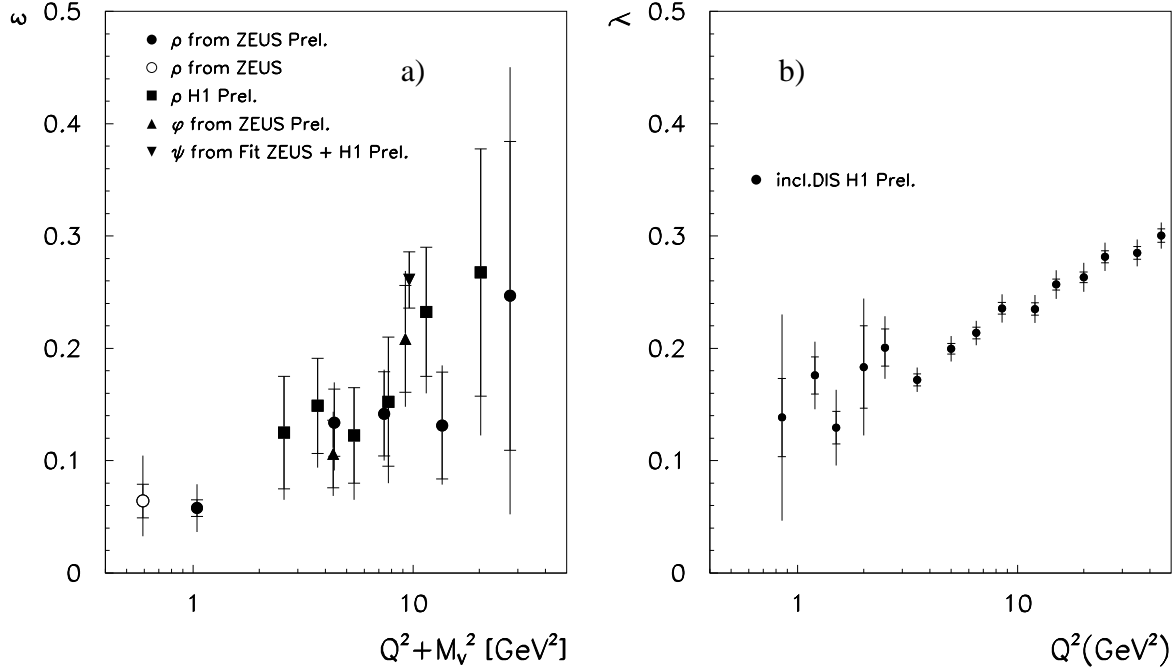 ε
0.5
0.4
0.3
0.2
0.1
0
ρ from ZEUS Prel.
ρ from ZEUS
ρ H1 Prel.
φ from ZEUS Prel.
ψ from Fit ZEUS + H1 Prel.
a)
1
10
Q²+Mᵥ² [GeV²]
λ
0.5
0.4
0.3
0.2
0.1
0
b)
incl.DIS H1 Prel.
1
10
Q²(GeV²)